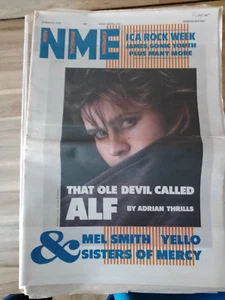 NME
ICA ROCK WEEK
JAMES, SONIC YOUTH
PLUS MANY MORE
THAT OLE DEVIL CALLED
ALF BY ADRIAN THRILLS
& MEL SMITH YELLO
SISTERS OF MERCY